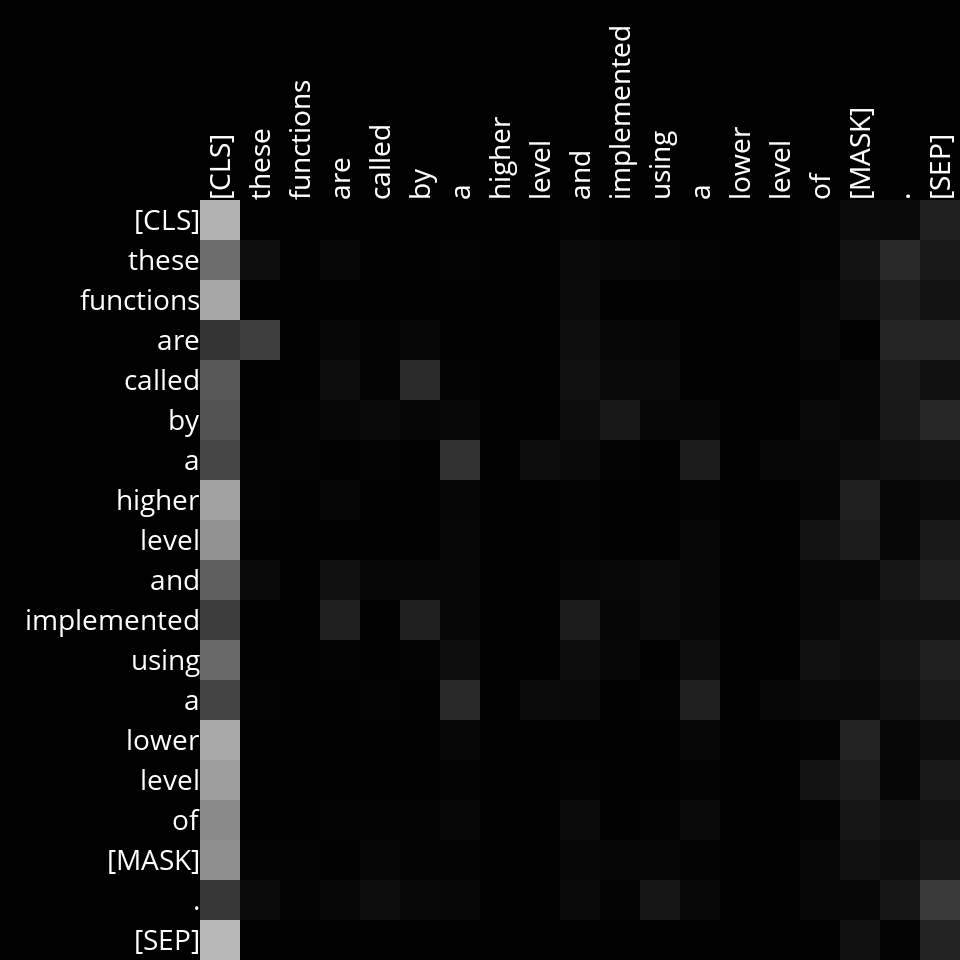 [CLS]
these
functions
are
called
by
a
higher
level
and
implemented
using
a
lower
level
of
[MASK]
.
[SEP]
[CLS]
these
functions
are
called
by
a
higher
level
and
implemented
using
a
lower
level
of
[MASK]
.
[SEP]